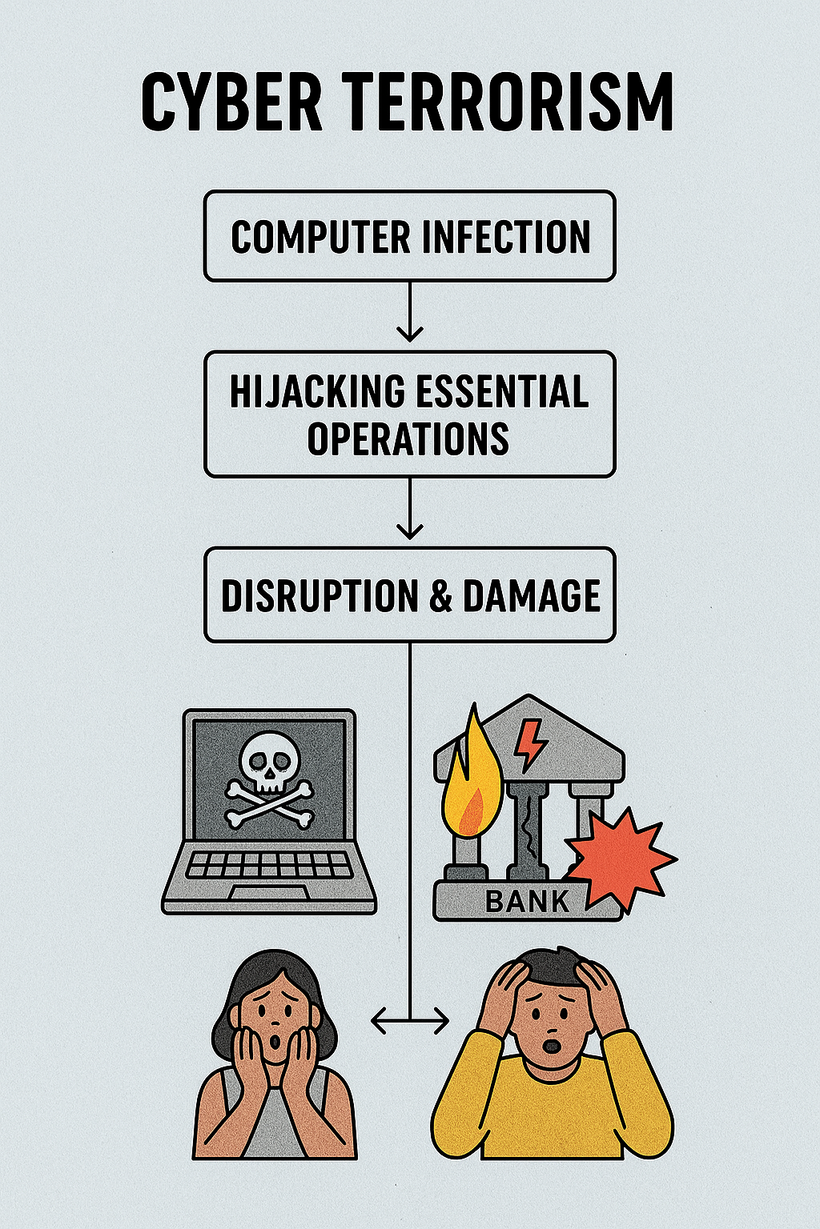 CYBER TERRORISM
COMPUTER INFECTION
HIJACKING ESSENTIAL
OPERATIONS
DISRUPTION & DAMAGE
BANK